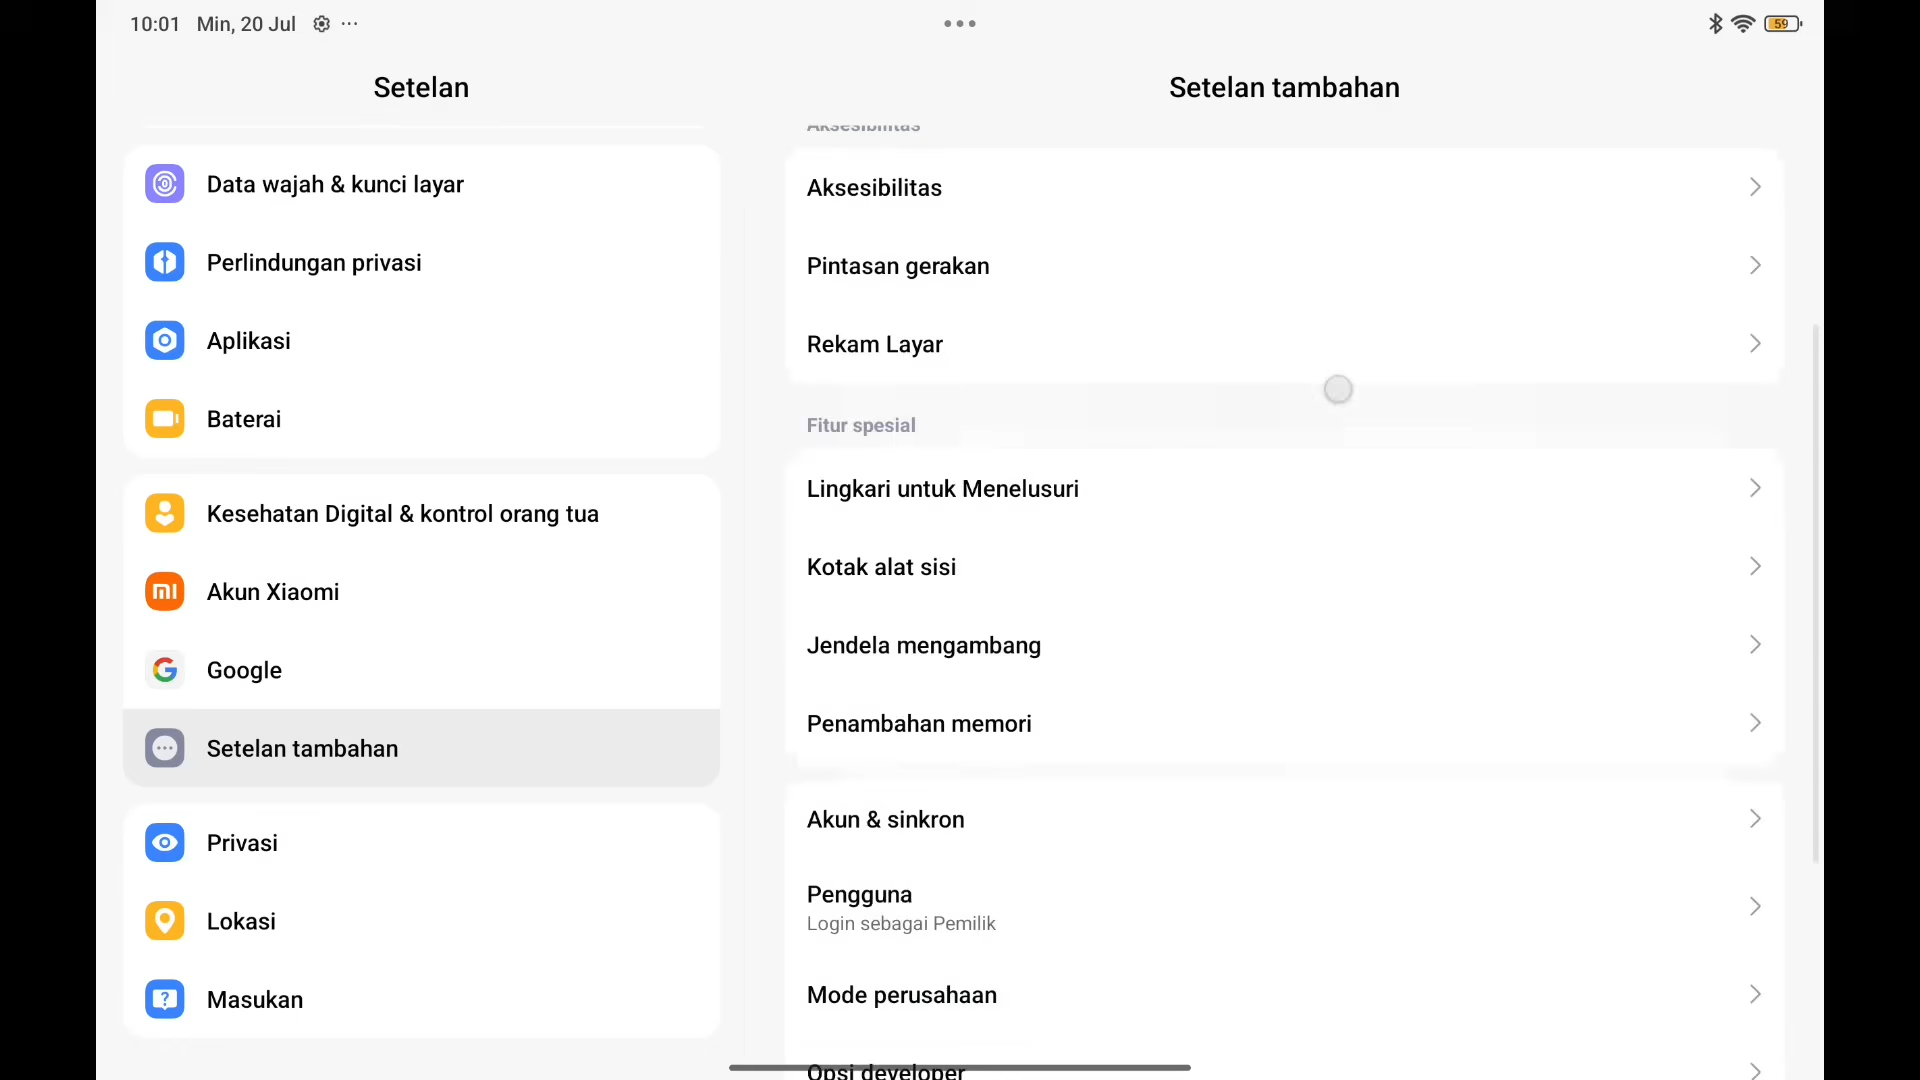 10:01 Min, 20 Jul
59
Setelan
Data wajah & kunci layar
Perlindungan privasi
Aplikasi
Baterai
Kesehatan Digital & kontrol orang tua
Akun Xiaomi
Google
Setelan tambahan
Privasi
Lokasi
Masukan
Setelan tambahan
Aksesibilitas
Aksesibilitas
Pintasan gerakan
Rekam Layar
Fitur spesial
Lingkari untuk Menelusuri
Kotak alat sisi
Jendela mengambang
Penambahan memori
Akun & sinkron
Pengguna
Login sebagai Pemilik
Mode perusahaan
Opsi developer